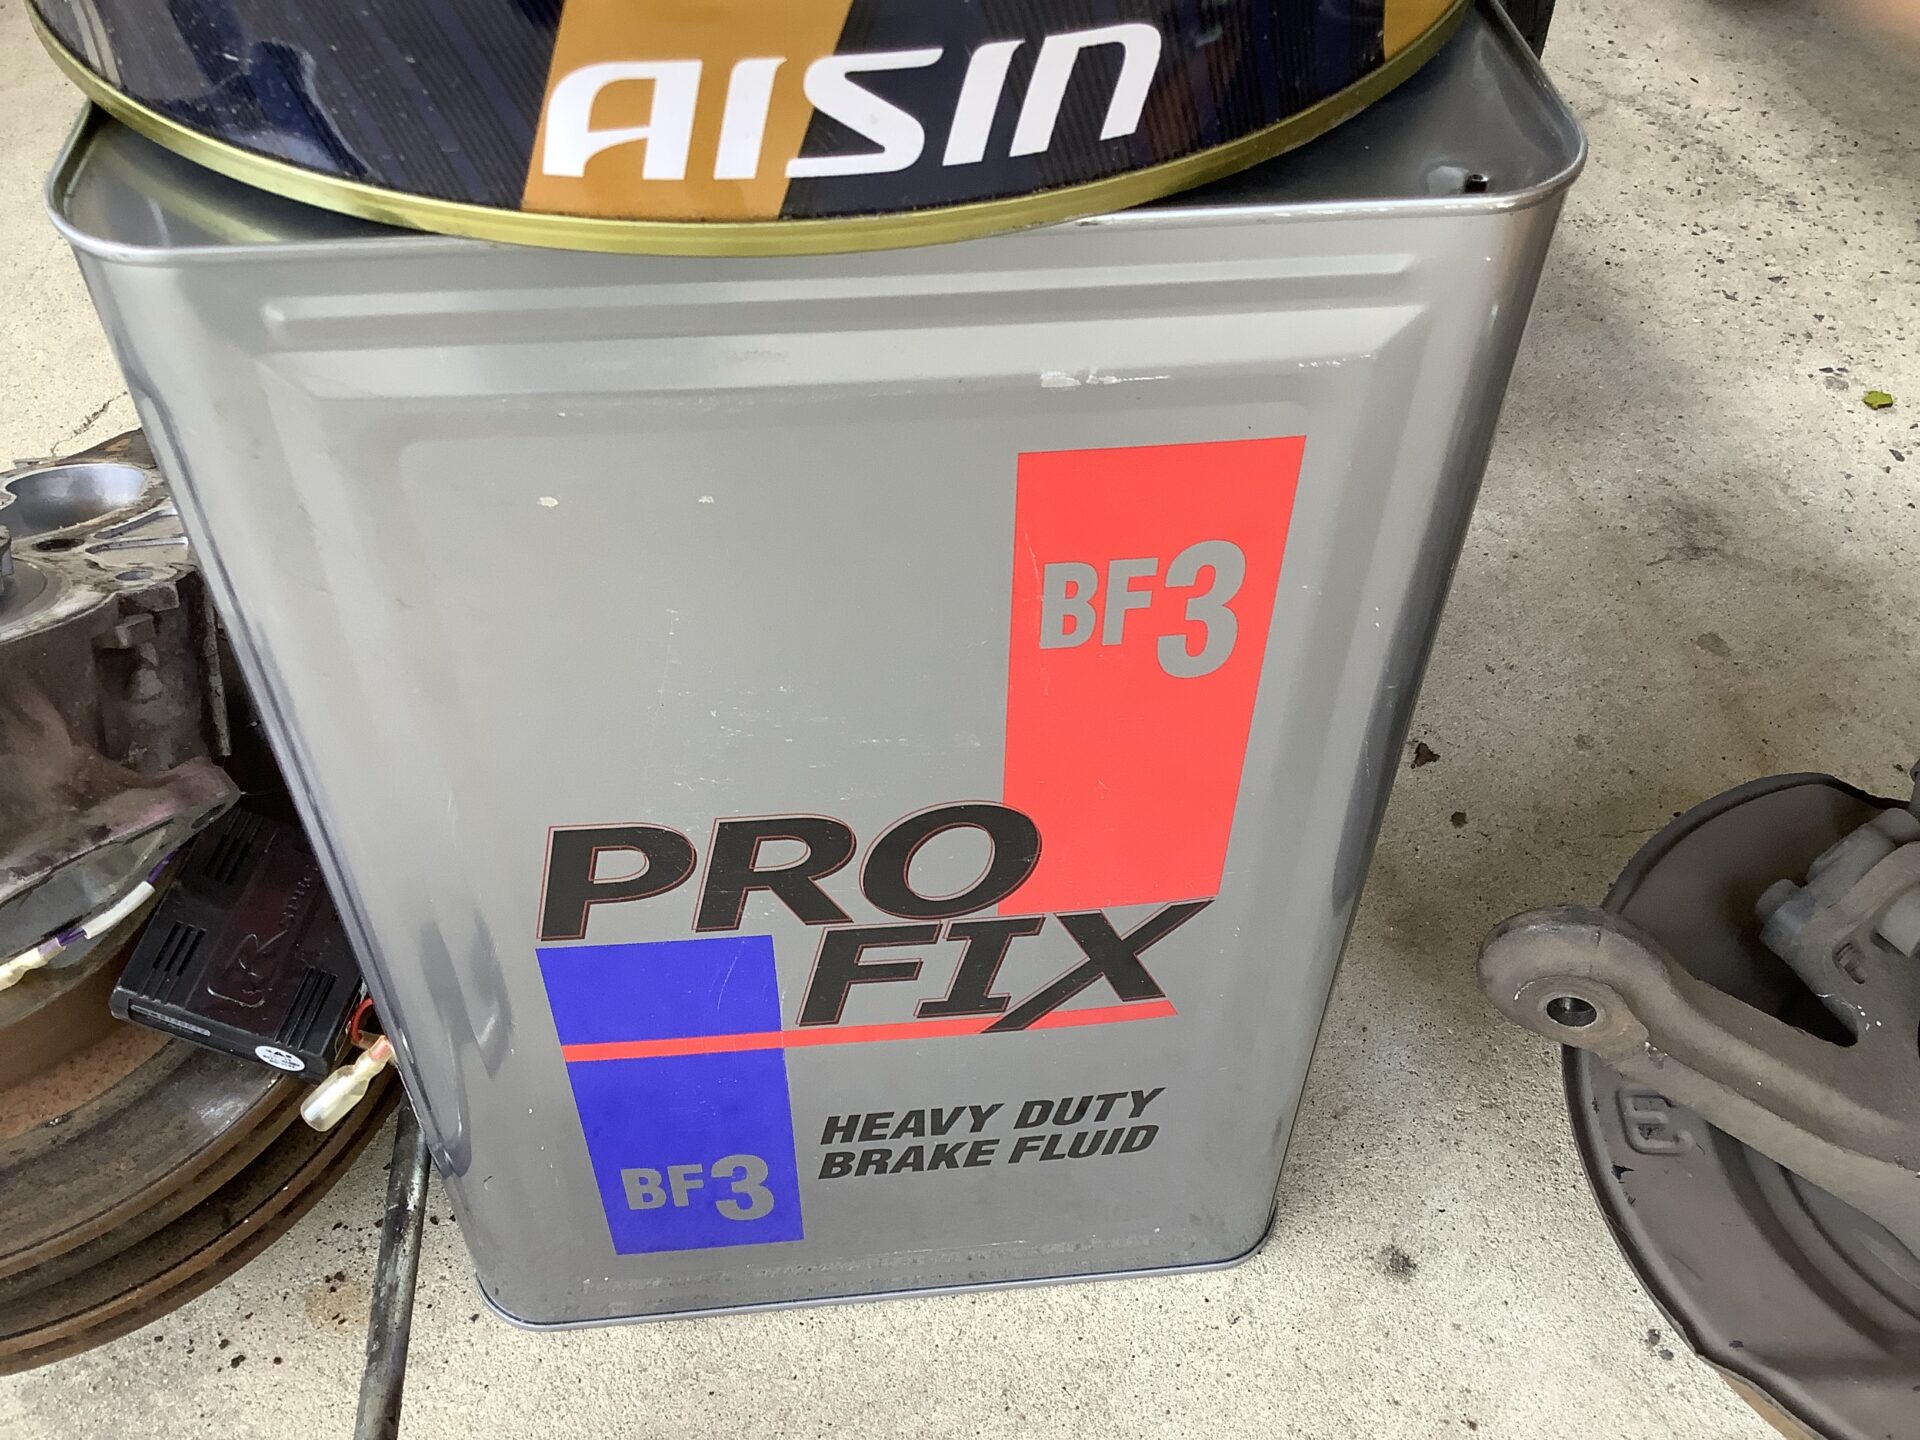 AISIN
BF3
PRO
FIX
HEAVY DUTY
BRAKE FLUID
BF3